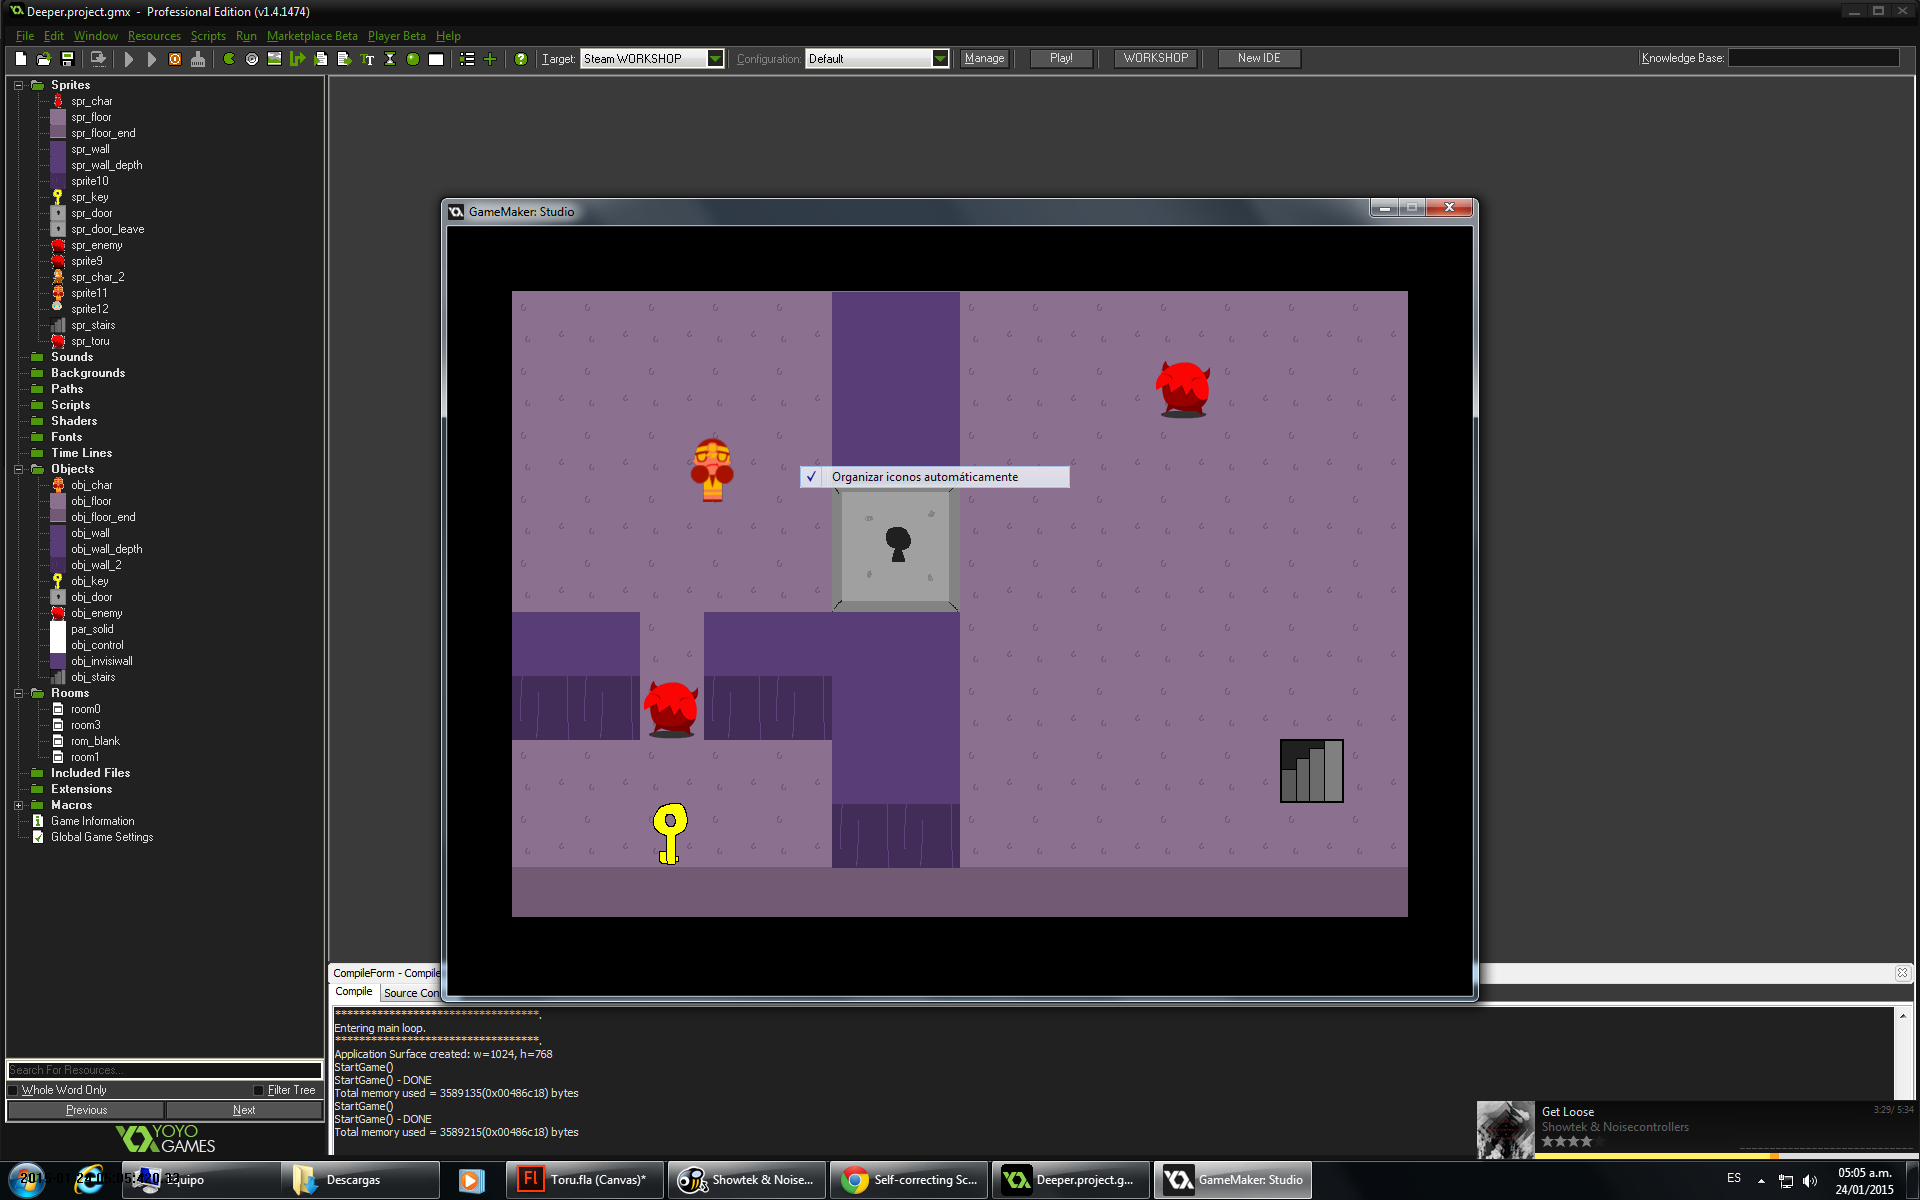 Deeper.project.gmx - Professional Edition (v1.4.1474)
File Edit Window Resources Scripts Run Marketplace Beta Player Beta Help
Target: Steam WORKSHOP Configuration: Default Manage Play! WORKSHOP New IDE Knowledge Base:
Sprites
spr_char
spr_floor
spr_floor_end
spr_wall
spr_wall_depth
sprite10
spr_key
spr_door
spr_door_leave
spr_enemy
sprite9
spr_char_2
sprite11
sprite12
spr_stairs
spr_toru
Sounds
Backgrounds
Paths
Scripts
Shaders
Fonts
Time Lines
Objects
obj_char
obj_floor
obj_floor_end
obj_wall
obj_wall_depth
obj_wall_2
obj_key
obj_door
obj_enemy
par_solid
obj_control
obj_invisiwall
obj_stairs
Rooms
room0
room3
rom_blank
room1
Included Files
Extensions
Macros
Game Information
Global Game Settings
Search For Resources...
Whole Word Only Filter Tree
Previous Next
YOYO
GAMES
GameMaker: Studio
Organizar iconos automáticamente
CompileForm - Compile
Compile Source Con
Entering main loop.
Application Surface created: w=1024, h=768
StartGame()
StartGame() - DONE
Total memory used = 3589135(0x00486c18) bytes
StartGame()
StartGame() - DONE
Total memory used = 3589215(0x00486c18) bytes
Get Loose 3:29/ 5:34
Showtek & Noisecontrollers
Equipo Descargas Toru.fla (Canvas)* Showtek & Noise... Self-correcting Sc... Deeper.project.g... GameMaker: Studio ES 05:05 a.m.
24/01/2015